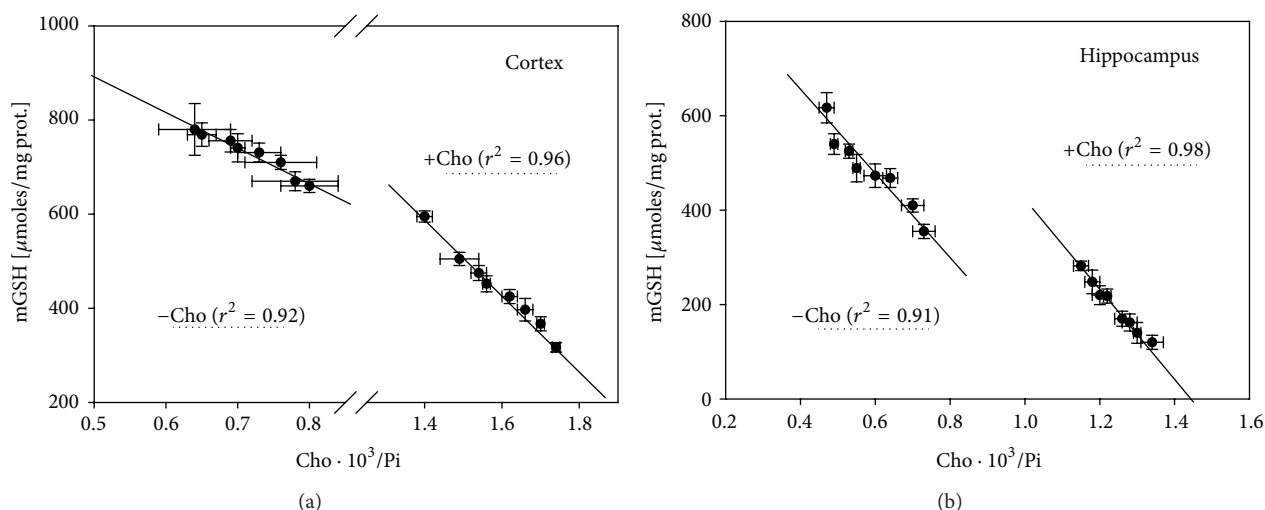 1000
800
600
400
200
mGSH [μmoles/mg prot.]
Cortex
+Cho (r² = 0.96)
−Cho (r² = 0.92)
0.5 0.6 0.7 0.8 1.4 1.6 1.8
Cho · 10³/Pi
(a)
800
600
400
200
0
mGSH [μmoles/mg prot.]
Hippocampus
+Cho (r² = 0.98)
−Cho (r² = 0.91)
0.2 0.4 0.6 0.8 1.0 1.2 1.4 1.6
Cho · 10³/Pi
(b)